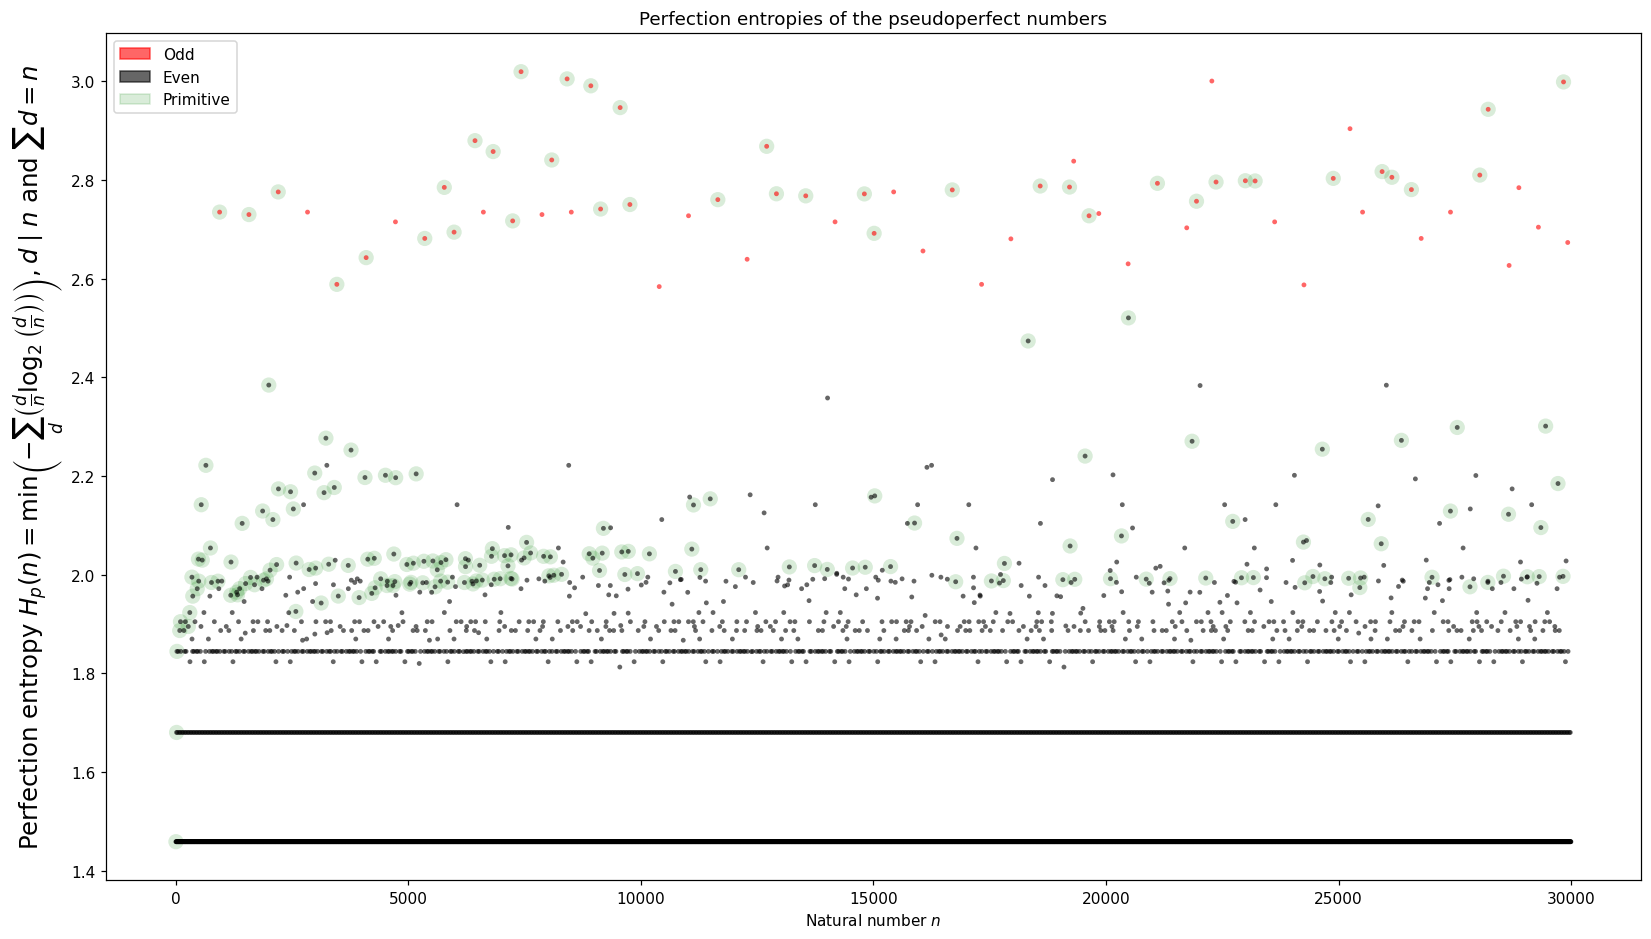 Perfection entropies of the pseudoperfect numbers
Odd
Even
Primitive
Perfection entropy $H_p(n) = \min\left(-\sum_d \left(\frac{d}{n}\log_2\left(\frac{d}{n}\right)\right)\right), d \mid n$ and $\sum d = n$
3.0
2.8
2.6
2.4
2.2
2.0
1.8
1.6
1.4
0 5000 10000 15000 20000 25000 30000
Natural number n